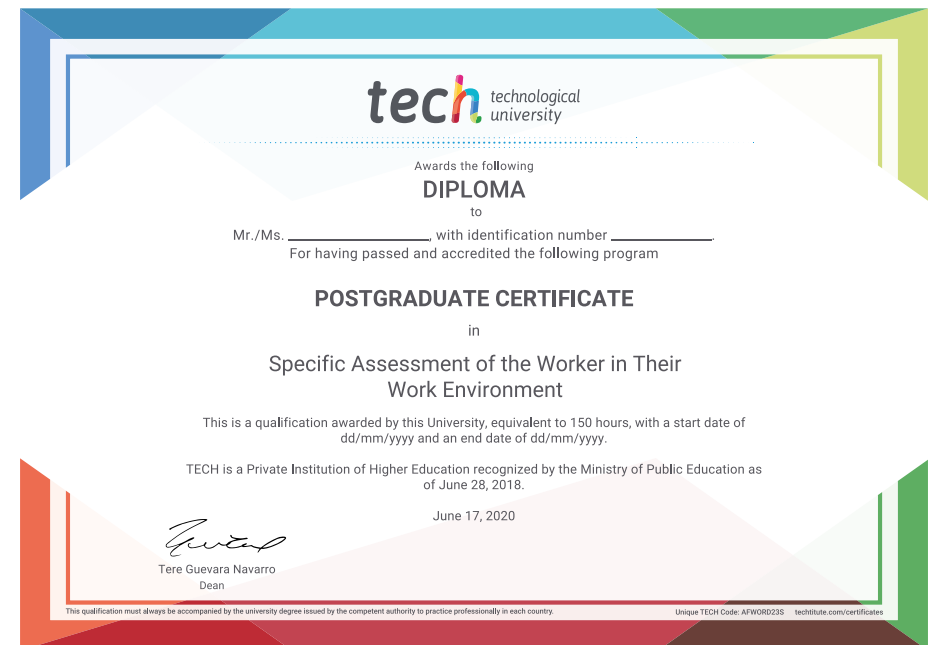 tech technological
university
Awards the following
DIPLOMA
to
Mr./Ms. ____________________, with identification number ______________.
For having passed and accredited the following program
POSTGRADUATE CERTIFICATE
in
Specific Assessment of the Worker in Their
Work Environment
This is a qualification awarded by this University, equivalent to 150 hours, with a start date of
dd/mm/yyyy and an end date of dd/mm/yyyy.
TECH is a Private Institution of Higher Education recognized by the Ministry of Public Education as
of June 28, 2018.
June 17, 2020
Tere Guevara Navarro
Dean
This qualification must always be accompanied by the university degree issued by the competent authority to practice professionally in each country.
Unique TECH Code: AFWORD23S techtitute.com/certificates